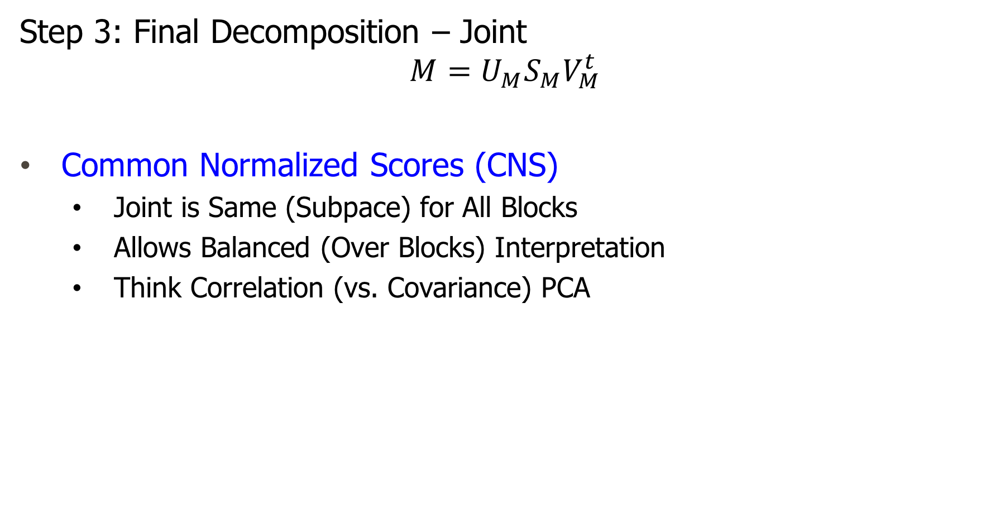 Step 3: Final Decomposition – Joint
M = U_M S_M V_M^t
• Common Normalized Scores (CNS)
• Joint is Same (Subpace) for All Blocks
• Allows Balanced (Over Blocks) Interpretation
• Think Correlation (vs. Covariance) PCA